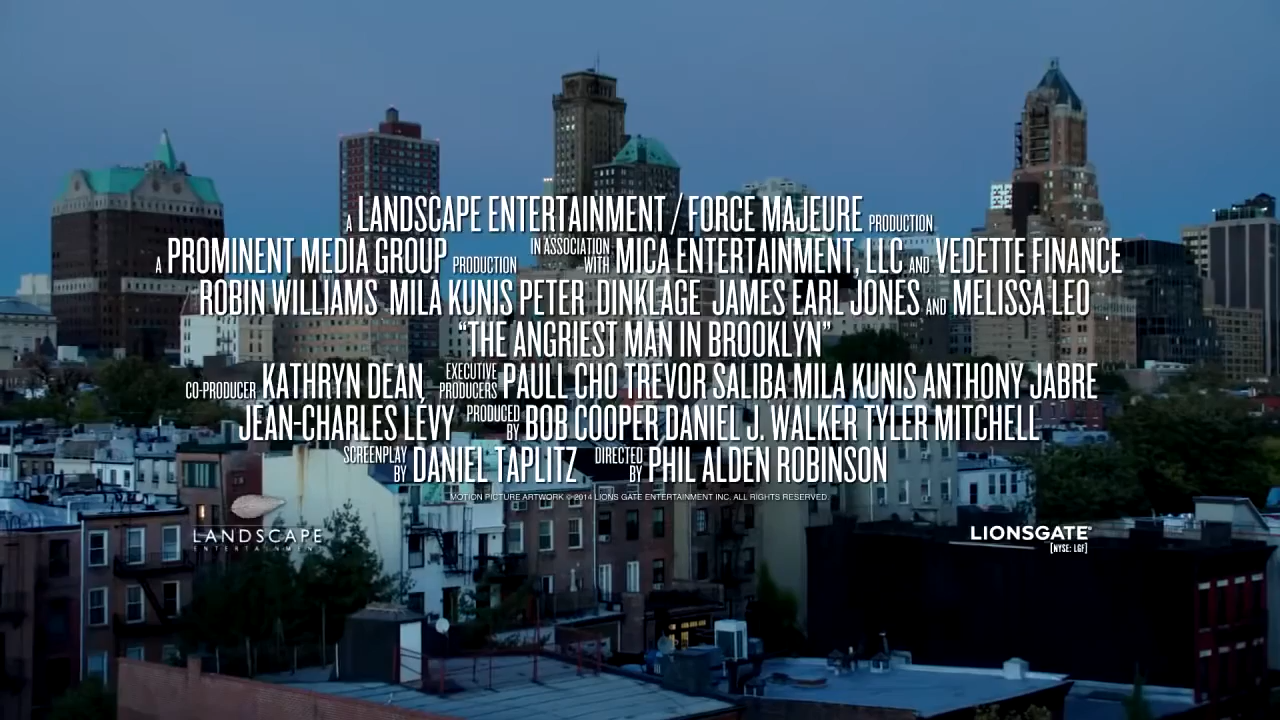 A LANDSCAPE ENTERTAINMENT / FORCE MAJEURE PRODUCTION
A PROMINENT MEDIA GROUP PRODUCTION IN ASSOCIATION WITH MICA ENTERTAINMENT, LLC AND VEDETTE FINANCE
ROBIN WILLIAMS MILA KUNIS PETER DINKLAGE JAMES EARL JONES AND MELISSA LEO
“THE ANGRIEST MAN IN BROOKLYN”
CO-PRODUCER KATHRYN DEAN EXECUTIVE PRODUCERS PAULL CHO TREVOR SALIBA MILA KUNIS ANTHONY JABRE
JEAN-CHARLES LÉVY PRODUCED BY BOB COOPER DANIEL J. WALKER TYLER MITCHELL
SCREENPLAY BY DANIEL TAPLITZ DIRECTED BY PHIL ALDEN ROBINSON
MOTION PICTURE ARTWORK © 2014 LIONS GATE ENTERTAINMENT INC. ALL RIGHTS RESERVED.
LANDSCAPE
ENTERTAINMENT
LIONSGATE®
[NYSE: LGF]